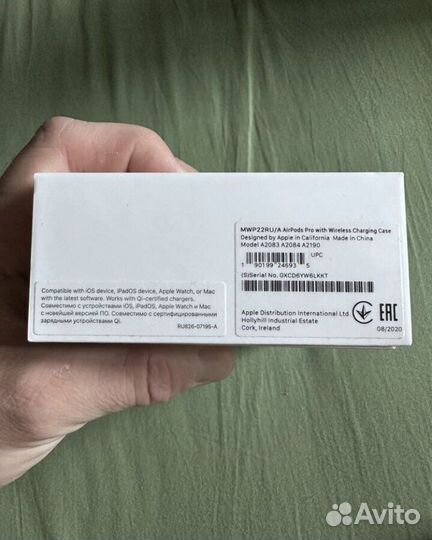 MWP22RU/A AirPods Pro with Wireless Charging Case
Designed by Apple in California Made in China
Model A2083 A2084 A2190
UPC
1 90199 24693 5
(S)Serial No. GXCD6YW6LKKT
Compatible with iOS device, iPadOS device, Apple Watch, or Mac
with the latest software. Works with Qi-certified chargers.
Совместимо с устройствами iOS, iPadOS, Apple Watch и Mac
с новейшей версией ПО. Совместимо с сертифицированными
зарядными устройствами Qi.
RU826-07195-A
Apple Distribution International Ltd.
Hollyhill Industrial Estate
Cork, Ireland
EAC
08/2020
Avito